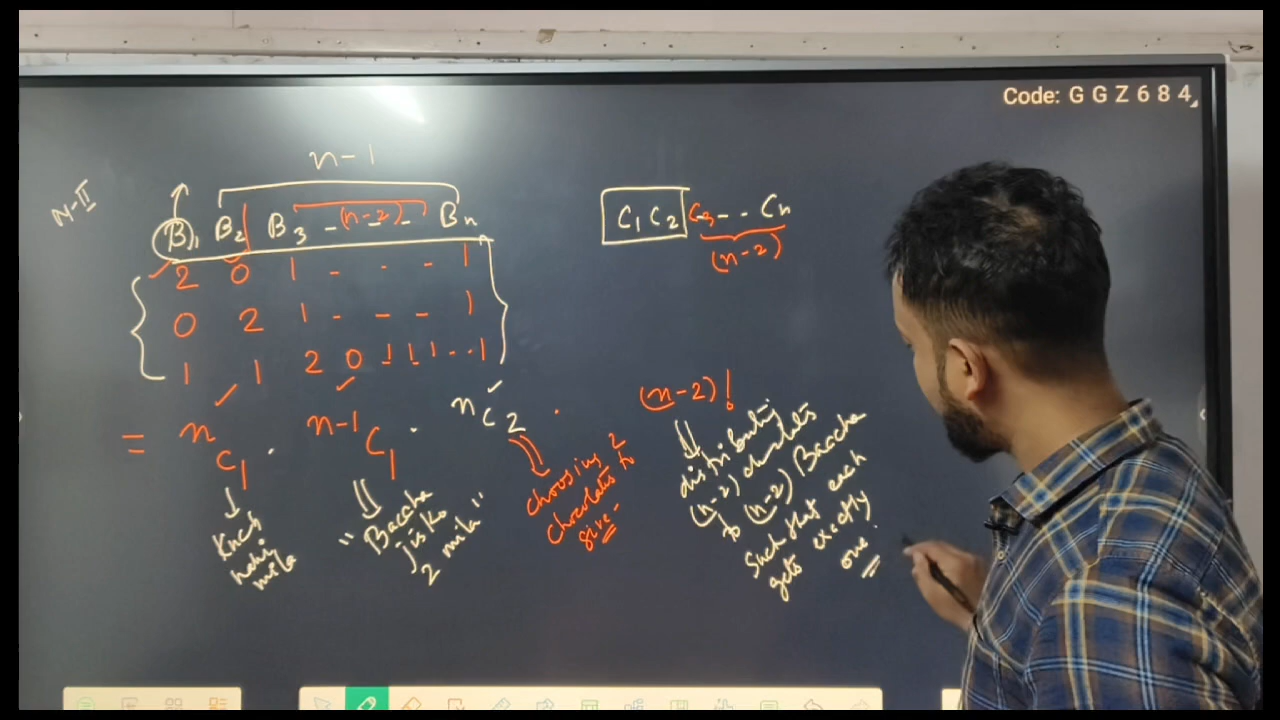 Code: G G Z 6 8 4
M-II
n-1
B1 B2 B3 - (n-2) - - Bn
C1 C2 C3 - - Cn
(n-2)
2 0 1 - - - 1
0 2 1 - - - 1
1 1 2 0 1 1 1 - - 1
= nC1 . n-1C1 . nC2 . (n-2)!
Kuch
nahi
mila
"Baccha
jisko
2 mila"
choosing 2
chocolates to
give
distributing
(n-2) chocolates
to (n-2) Baccha
such that each
gets exactly
one.